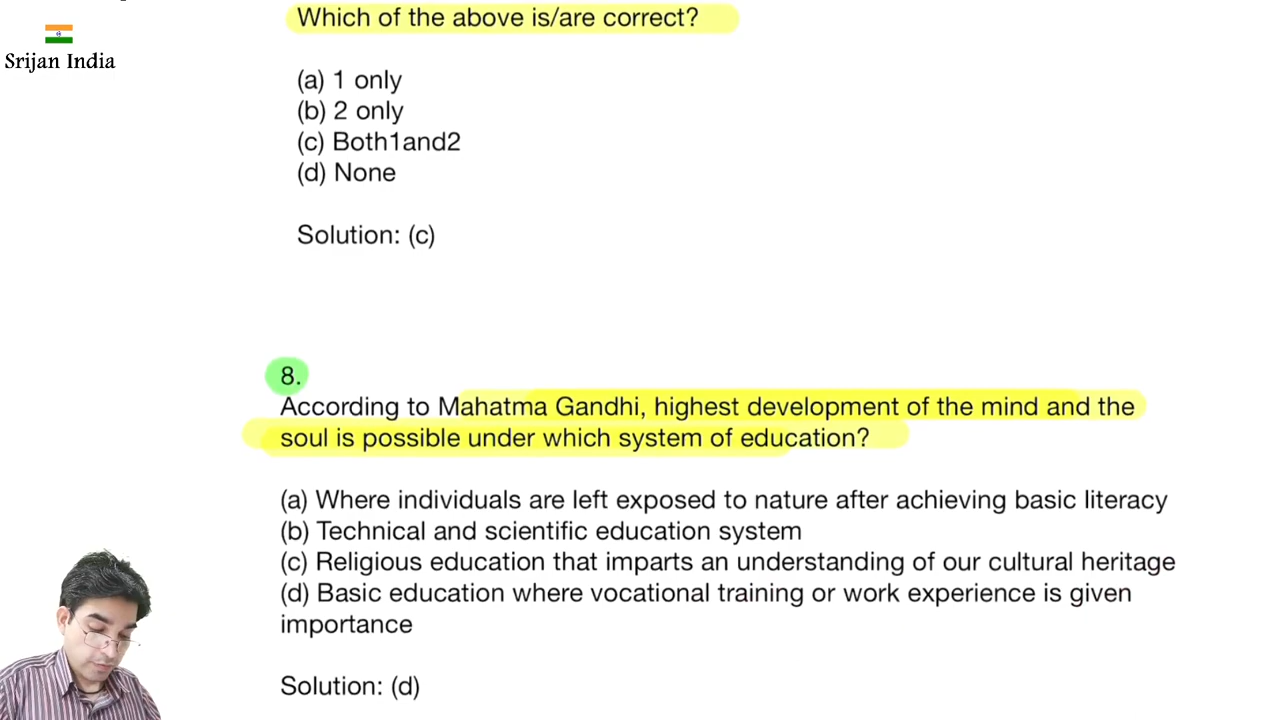 Which of the above is/are correct?
Srijan India
(a) 1 only
(b) 2 only
(c) Both1and2
(d) None
Solution: (c)
8.
According to Mahatma Gandhi, highest development of the mind and the
soul is possible under which system of education?
(a) Where individuals are left exposed to nature after achieving basic literacy
(b) Technical and scientific education system
(c) Religious education that imparts an understanding of our cultural heritage
(d) Basic education where vocational training or work experience is given
importance
Solution: (d)